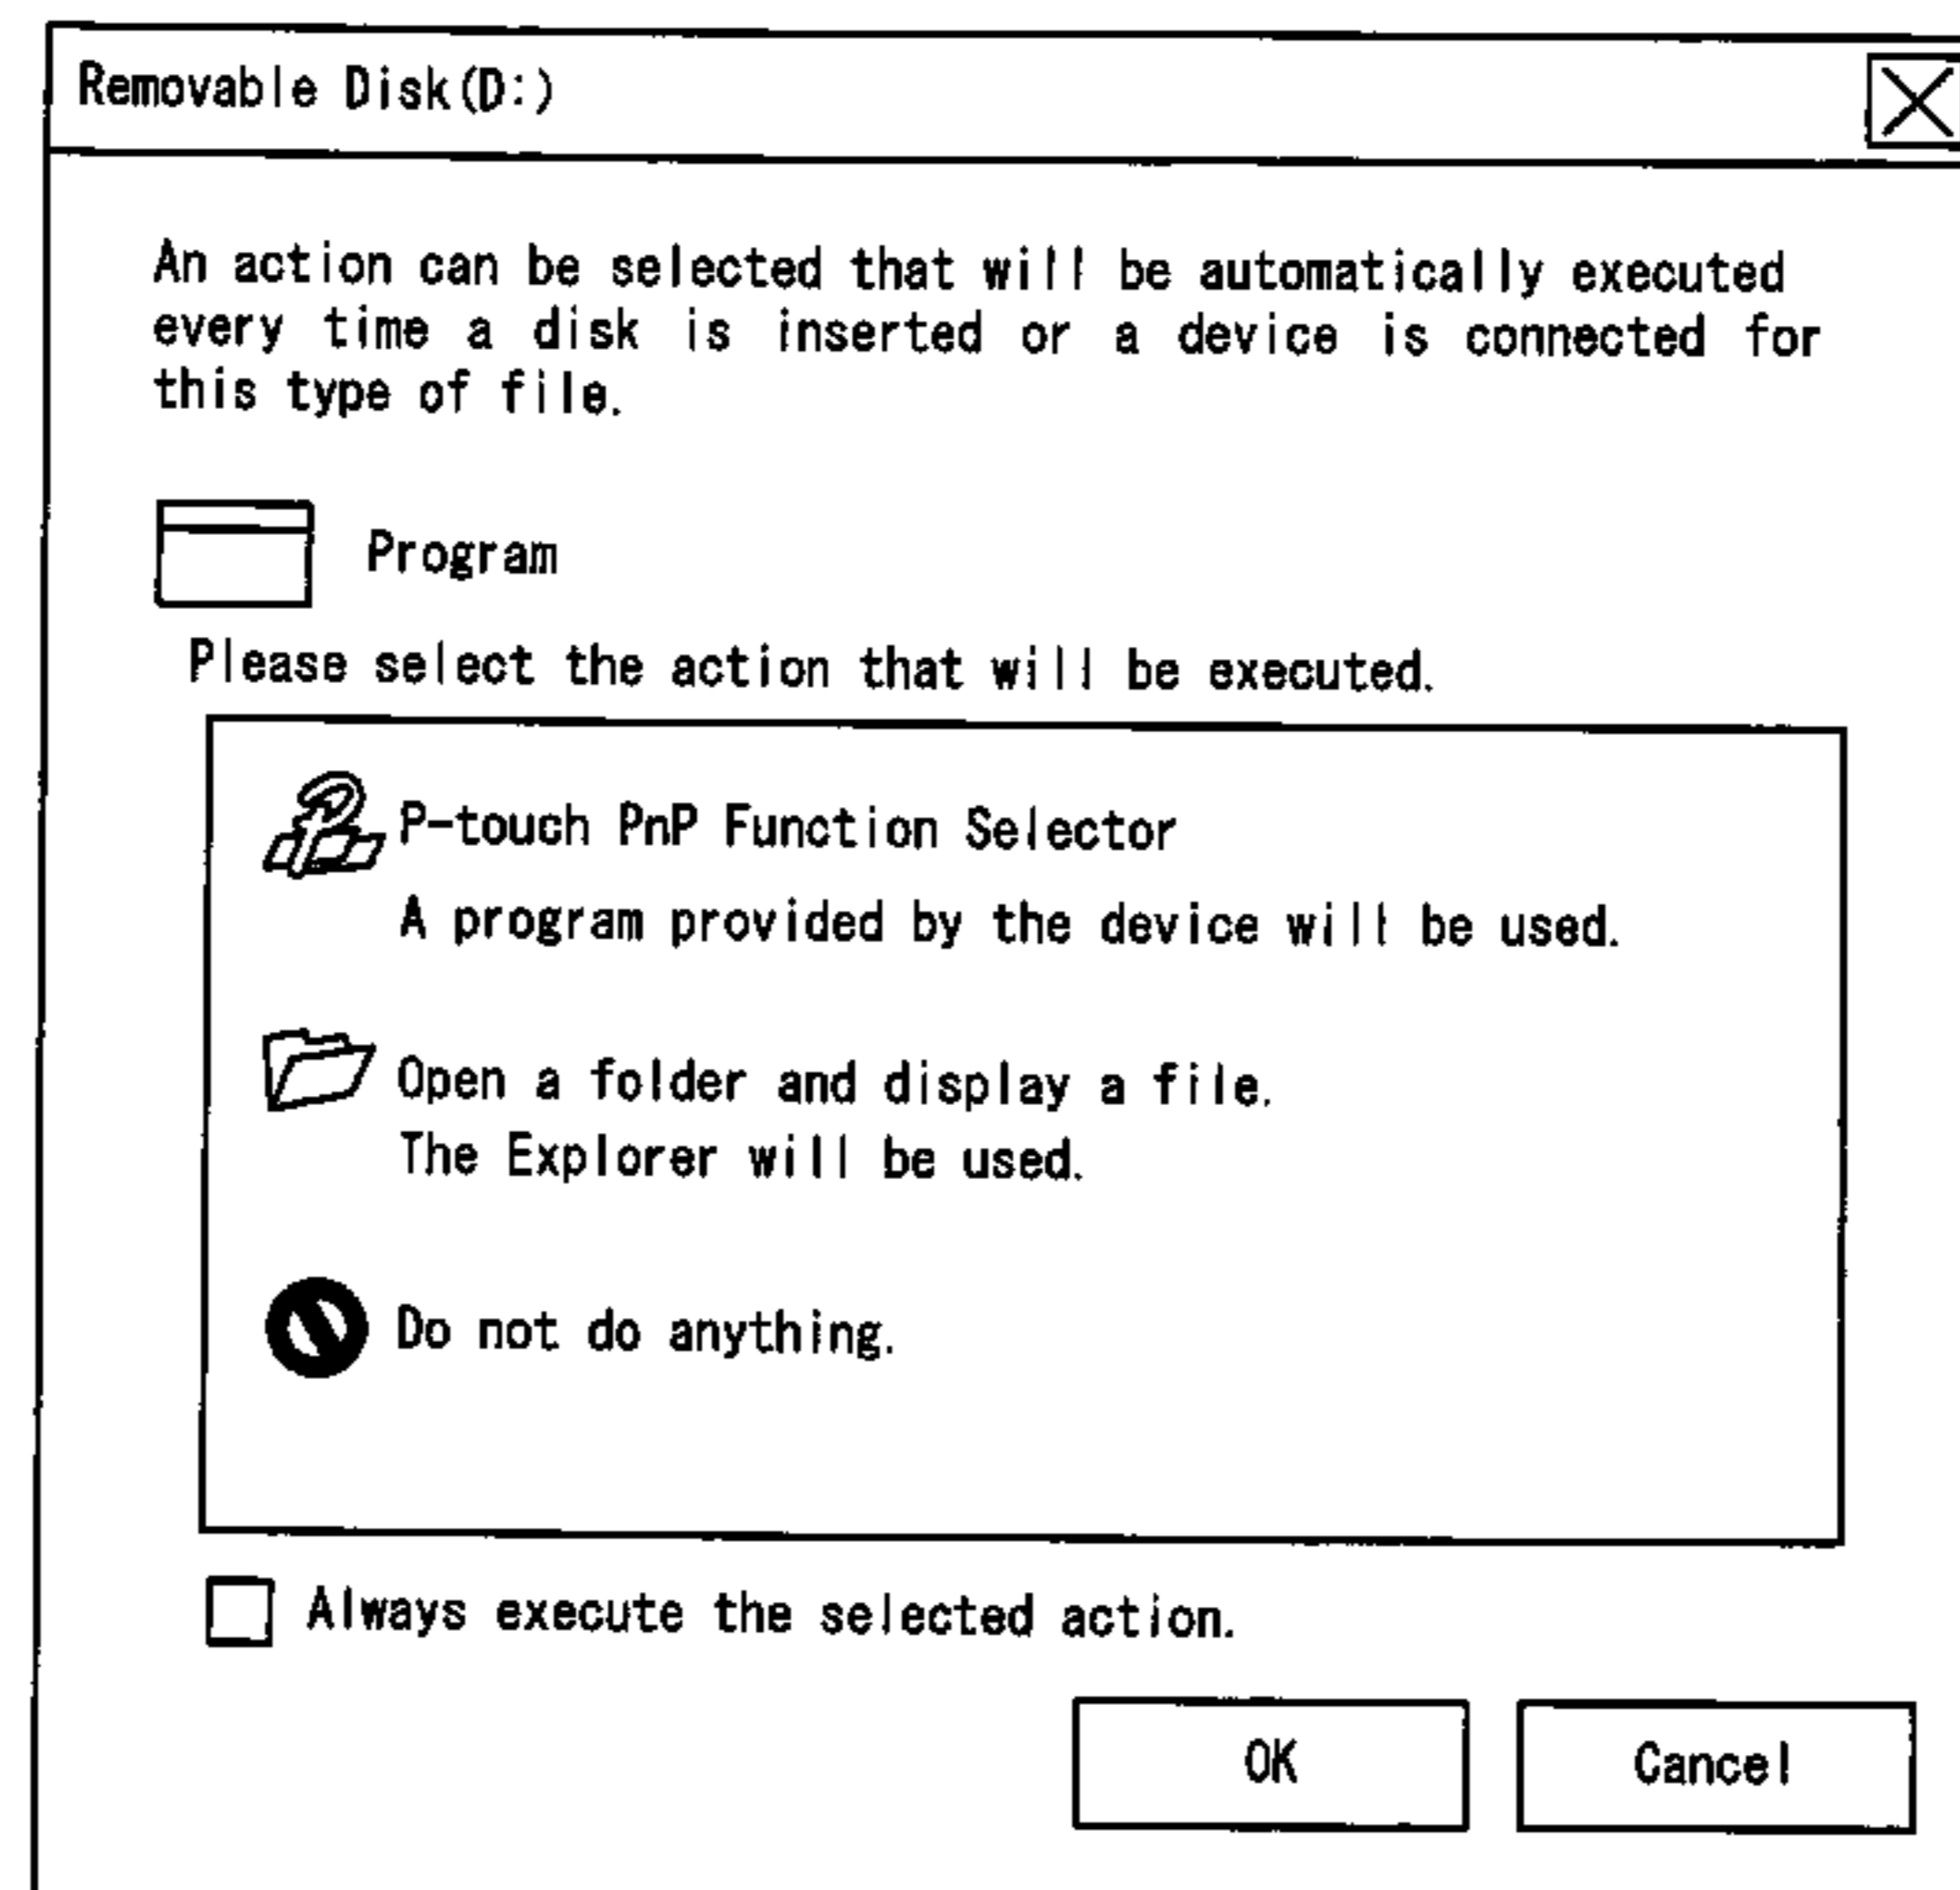 Removable Disk(D:)
An action can be selected that will be automatically executed
every time a disk is inserted or a device is connected for
this type of file.
Program
Please select the action that will be executed.
P-touch PnP Function Selector
A program provided by the device will be used.
Open a folder and display a file.
The Explorer will be used.
Do not do anything.
Always execute the selected action.
OK
Cancel